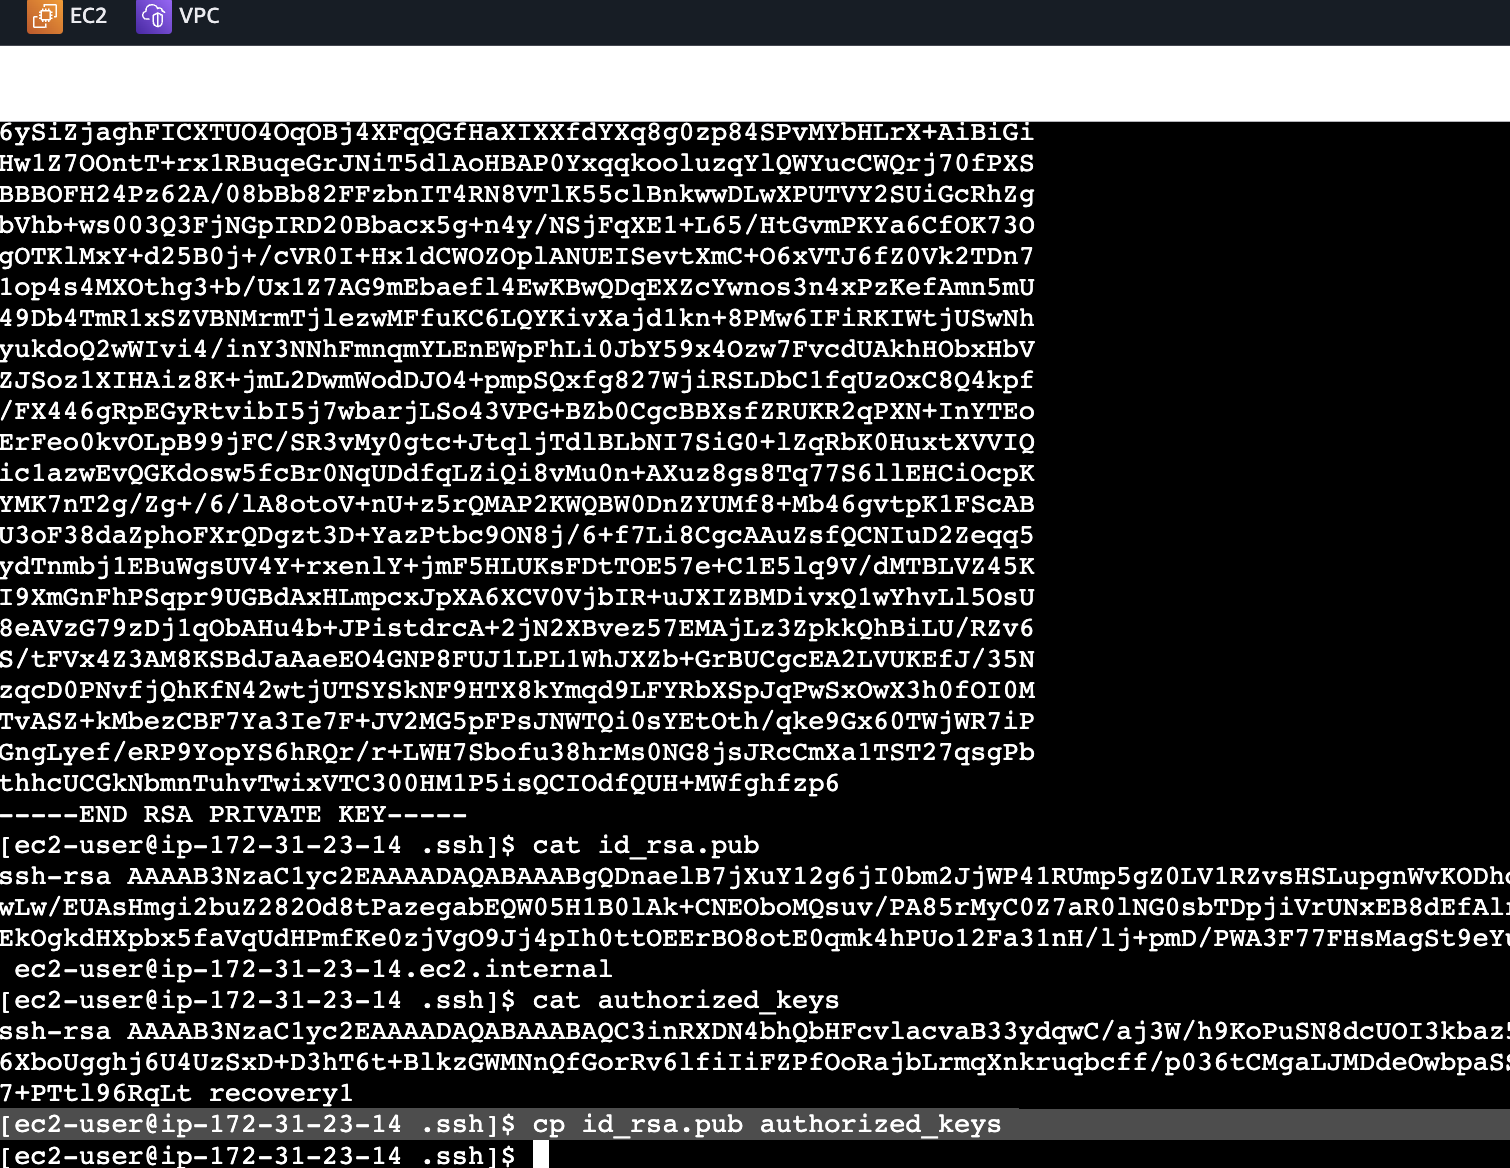 EC2 VPC
6ySiZjaghFICXTUO4OqOBj4XFqQGfHaXIXXfdYXq8g0zp84SPvMYbHLrX+AiBiGi
Hw1Z7OOntT+rx1RBuqeGrJNiT5dlAoHBAP0YxqqkooluzqYlQWYucCWQrj70fPXS
BBBOFH24Pz62A/08bBb82FFzbnIT4RN8VTlK55clBnkwwDLwXPUTVY2SUiGcRhZg
bVhb+ws003Q3FjNGpIRD20Bbacx5g+n4y/NSjFqXE1+L65/HtGvmPKYa6CfOK73O
gOTKlMxY+d25B0j+/cVR0I+Hx1dCWOZOplANUEISevtXmC+O6xVTJ6fZ0Vk2TDn7
1op4s4MXOthg3+b/Ux1Z7AG9mEbaefl4EwKBwQDqEXZcYwnos3n4xPzKefAmn5mU
49Db4TmR1xSZVBNMrmTjlezwMFfuKC6LQYKivXajd1kn+8PMw6IFiRKIWtjUSwNh
yukdoQ2wWIvi4/inY3NNhFmnqmYLEnEWpFhLi0JbY59x4Ozw7FvcdUAkhHObxHbV
ZJSoz1XIHAiz8K+jmL2DwmWodDJO4+pmpSQxfg827WjiRSLDbC1fqUzOxC8Q4kpf
/FX446gRpEGyRtvibI5j7wbarjLSo43VPG+BZb0CgcBBXsfZRUKR2qPXN+InYTEo
ErFeo0kvOLpB99jFC/SR3vMy0gtc+JtqljTdlBLbNI7SiG0+lZqRbK0HuxtXVVIQ
ic1azwEvQGKdosw5fcBr0NqUDdfqLZiQi8vMu0n+AXuz8gs8Tq77S6llEHCiOcpK
YMK7nT2g/Zg+/6/lA8otoV+nU+z5rQMAP2KWQBW0DnZYUMf8+Mb46gvtpK1FScAB
U3oF38daZphoFXrQDgzt3D+YazPtbc9ON8j/6+f7Li8CgcAAuZsfQCNIuD2Zeqq5
ydTnmbj1EBuWgsUV4Y+rxenlY+jmF5HLUKsFDtTOE57e+C1E5lq9V/dMTBLVZ45K
I9XmGnFhPSqpr9UGBdAxHLmpcxJpXA6XCV0VjbIR+uJXIZBMDivxQ1wYhvLl5OsU
8eAVzG79zDj1qObAHu4b+JPistdrcA+2jN2XBvez57EMAjLz3ZpkkQhBiLU/RZv6
S/tFVx4Z3AM8KSBdJaAaeEO4GNP8FUJ1LPL1WhJXZb+GrBUCgcEA2LVUKEfJ/35N
zqcD0PNvfjQhKfN42wtjUTSYSkNF9HTX8kYmqd9LFYRbXSpJqPwSxOwX3h0fOI0M
TvASZ+kMbezCBF7Ya3Ie7F+JV2MG5pFPsJNWTQi0sYEtOth/qke9Gx60TWjWR7iP
GngLyef/eRP9YopYS6hRQr/r+LWH7Sbofu38hrMs0NG8jsJRcCmXa1TST27qsgPb
thhcUCGkNbmnTuhvTwixVTC300HM1P5isQCIOdfQUH+MWfghfzp6
-----END RSA PRIVATE KEY-----
[ec2-user@ip-172-31-23-14 .ssh]$ cat id_rsa.pub
ssh-rsa AAAAB3NzaC1yc2EAAAADAQABAAABgQDnaelB7jXuY12g6jI0bm2JjWP41RUmp5gZ0LV1RZvsHSLupgnWvKODh
wLw/EUAsHmgi2buZ282Od8tPazegabEQW05H1B0lAk+CNEOboMQsuv/PA85rMyC0Z7aR0lNG0sbTDpjiVrUNxEB8dEfAl
EkOgkdHXpbx5faVqUdHPmfKe0zjVgO9Jj4pIh0ttOEErBO8otE0qmk4hPUo12Fa31nH/lj+pmD/PWA3F77FHsMagSt9eY
ec2-user@ip-172-31-23-14.ec2.internal
[ec2-user@ip-172-31-23-14 .ssh]$ cat authorized_keys
ssh-rsa AAAAB3NzaC1yc2EAAAADAQABAAABAQC3inRXDN4bhQbHFcvlacvaB33ydqwC/aj3W/h9KoPuSN8dcUOI3kbaz
6XboUgghj6U4UzSxD+D3hT6t+BlkzGWMNnQfGorRv6lfiIiFZPfOoRajbLrmqXnkruqbcff/p036tCMgaLJMDdeOwbpaS
7+PTtl96RqLt recovery1
[ec2-user@ip-172-31-23-14 .ssh]$ cp id_rsa.pub authorized_keys
[ec2-user@ip-172-31-23-14 .ssh]$